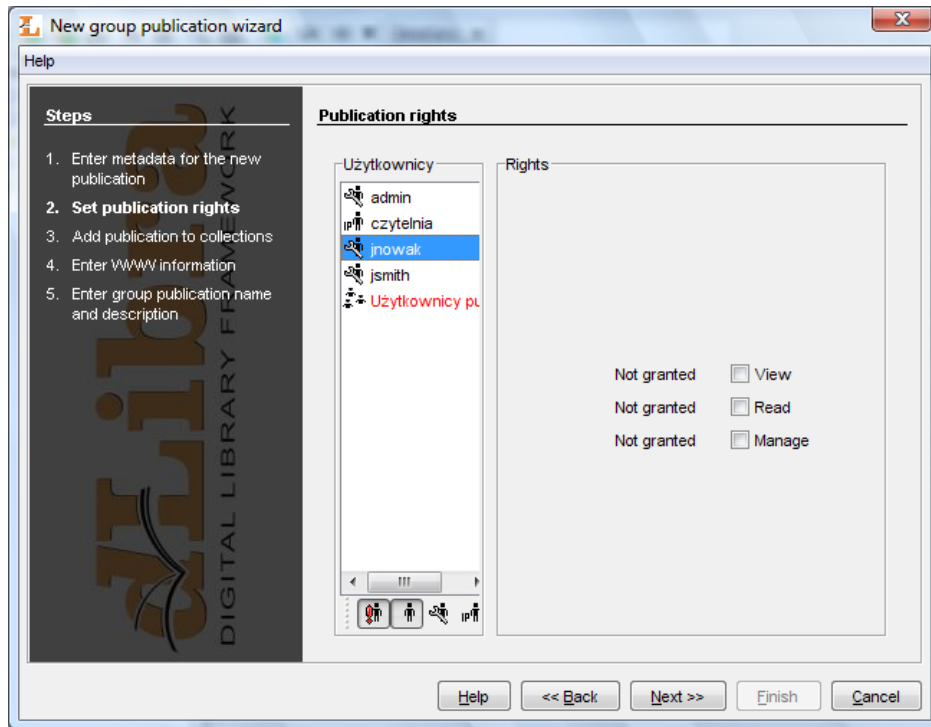 New group publication wizard
Help
Steps
1. Enter metadata for the new
publication
2. Set publication rights
3. Add publication to collections
4. Enter WWW information
5. Enter group publication name
and description
dLibra
DIGITAL LIBRARY FRAMEWORK
Publication rights
Użytkownicy
admin
IP czytelnia
jnowak
jsmith
Użytkownicy pu
IP
Rights
Not granted View
Not granted Read
Not granted Manage
Help << Back Next >> Finish Cancel